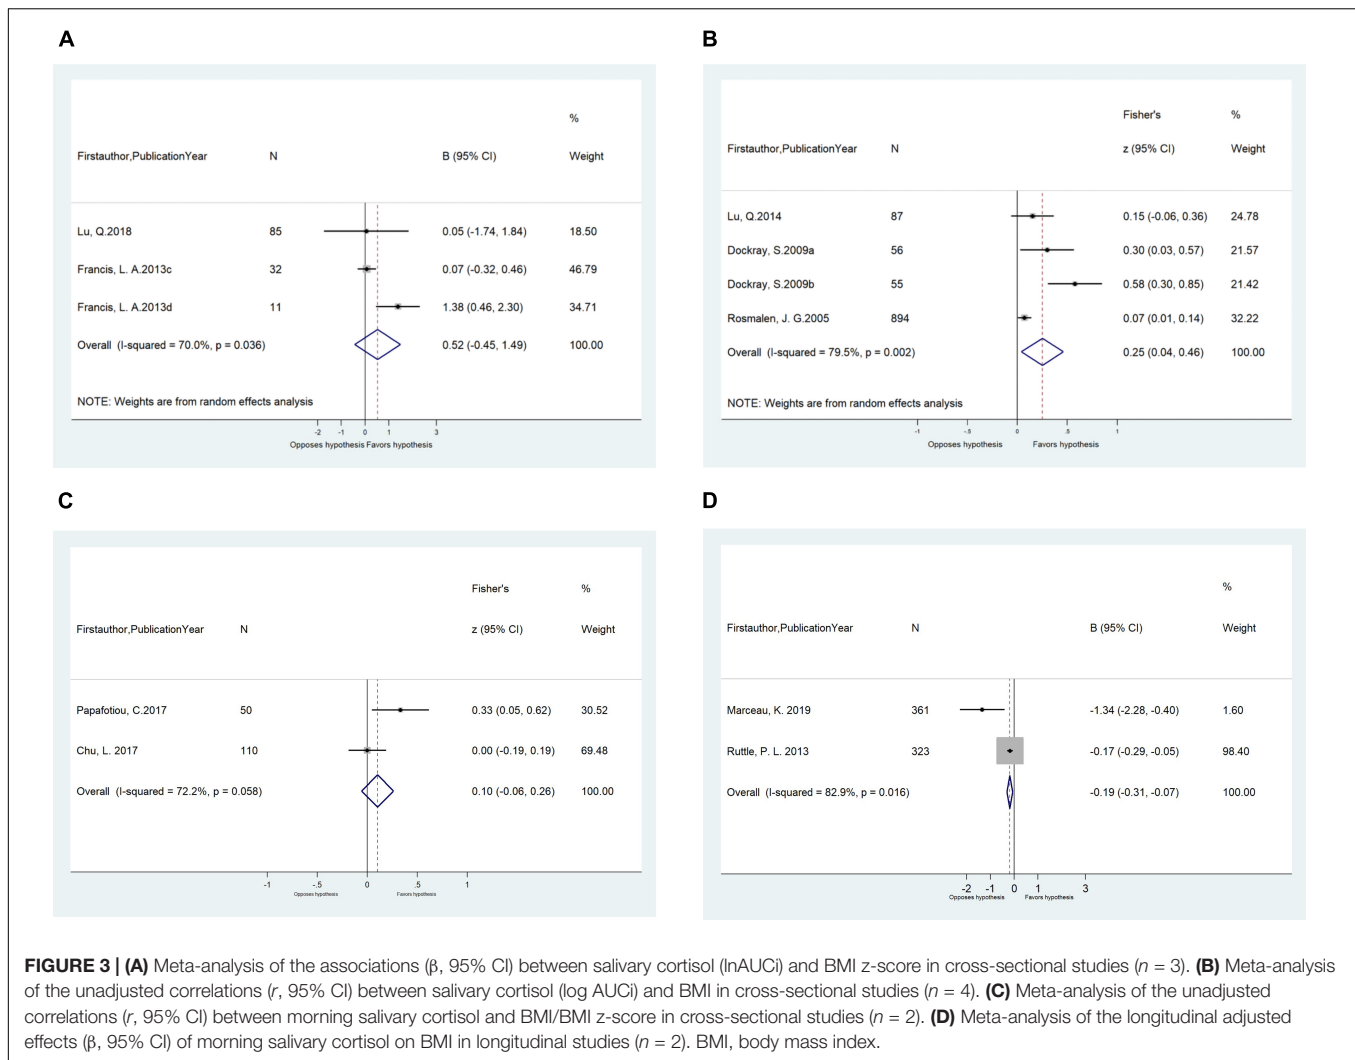 A
%
Firstauthor,PublicationYear N B (95% CI) Weight
Lu, Q.2018 85 0.05 (-1.74, 1.84) 18.50
Francis, L. A.2013c 32 0.07 (-0.32, 0.46) 46.79
Francis, L. A.2013d 11 1.38 (0.46, 2.30) 34.71
Overall (I-squared = 70.0%, p = 0.036) 0.52 (-0.45, 1.49) 100.00
NOTE: Weights are from random effects analysis
-2 -1 0 1 3
Opposes hypothesis Favors hypothesis
B
Fisher's %
Firstauthor,PublicationYear N z (95% CI) Weight
Lu, Q.2014 87 0.15 (-0.06, 0.36) 24.78
Dockray, S.2009a 56 0.30 (0.03, 0.57) 21.57
Dockray, S.2009b 55 0.58 (0.30, 0.85) 21.42
Rosmalen, J. G.2005 894 0.07 (0.01, 0.14) 32.22
Overall (I-squared = 79.5%, p = 0.002) 0.25 (0.04, 0.46) 100.00
NOTE: Weights are from random effects analysis
-1 -.5 0 .5 1
Opposes hypothesis Favors hypothesis
C
Fisher's %
Firstauthor,PublicationYear N z (95% CI) Weight
Papafotiou, C.2017 50 0.33 (0.05, 0.62) 30.52
Chu, L. 2017 110 0.00 (-0.19, 0.19) 69.48
Overall (I-squared = 72.2%, p = 0.058) 0.10 (-0.06, 0.26) 100.00
-1 -.5 0 .5 1
Opposes hypothesis Favors hypothesis
D
%
Firstauthor,PublicationYear N B (95% CI) Weight
Marceau, K. 2019 361 -1.34 (-2.28, -0.40) 1.60
Ruttle, P. L. 2013 323 -0.17 (-0.29, -0.05) 98.40
Overall (I-squared = 82.9%, p = 0.016) -0.19 (-0.31, -0.07) 100.00
-2 -1 0 1 3
Opposes hypothesis Favors hypothesis
FIGURE 3 | (A) Meta-analysis of the associations (β, 95% CI) between salivary cortisol (lnAUCi) and BMI z-score in cross-sectional studies (n = 3). (B) Meta-analysis
of the unadjusted correlations (r, 95% CI) between salivary cortisol (log AUCi) and BMI in cross-sectional studies (n = 4). (C) Meta-analysis of the unadjusted
correlations (r, 95% CI) between morning salivary cortisol and BMI/BMI z-score in cross-sectional studies (n = 2). (D) Meta-analysis of the longitudinal adjusted
effects (β, 95% CI) of morning salivary cortisol on BMI in longitudinal studies (n = 2). BMI, body mass index.